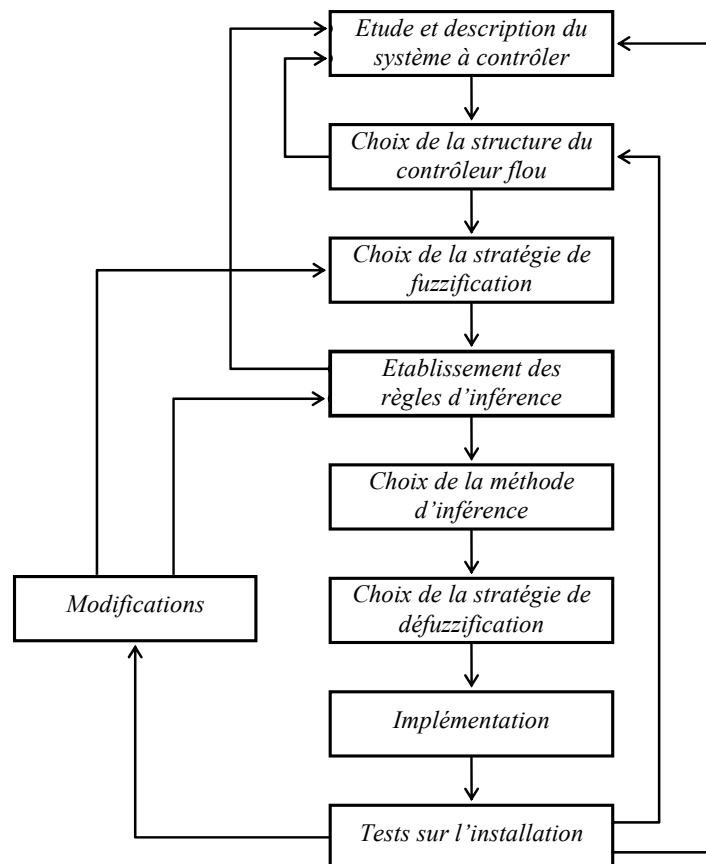 Etude et description du
système à contrôler
Choix de la structure du
contrôleur flou
Choix de la stratégie de
fuzzification
Etablissement des
règles d’inférence
Choix de la méthode
d’inférence
Modifications
Choix de la stratégie de
défuzzification
Implémentation
Tests sur l’installation